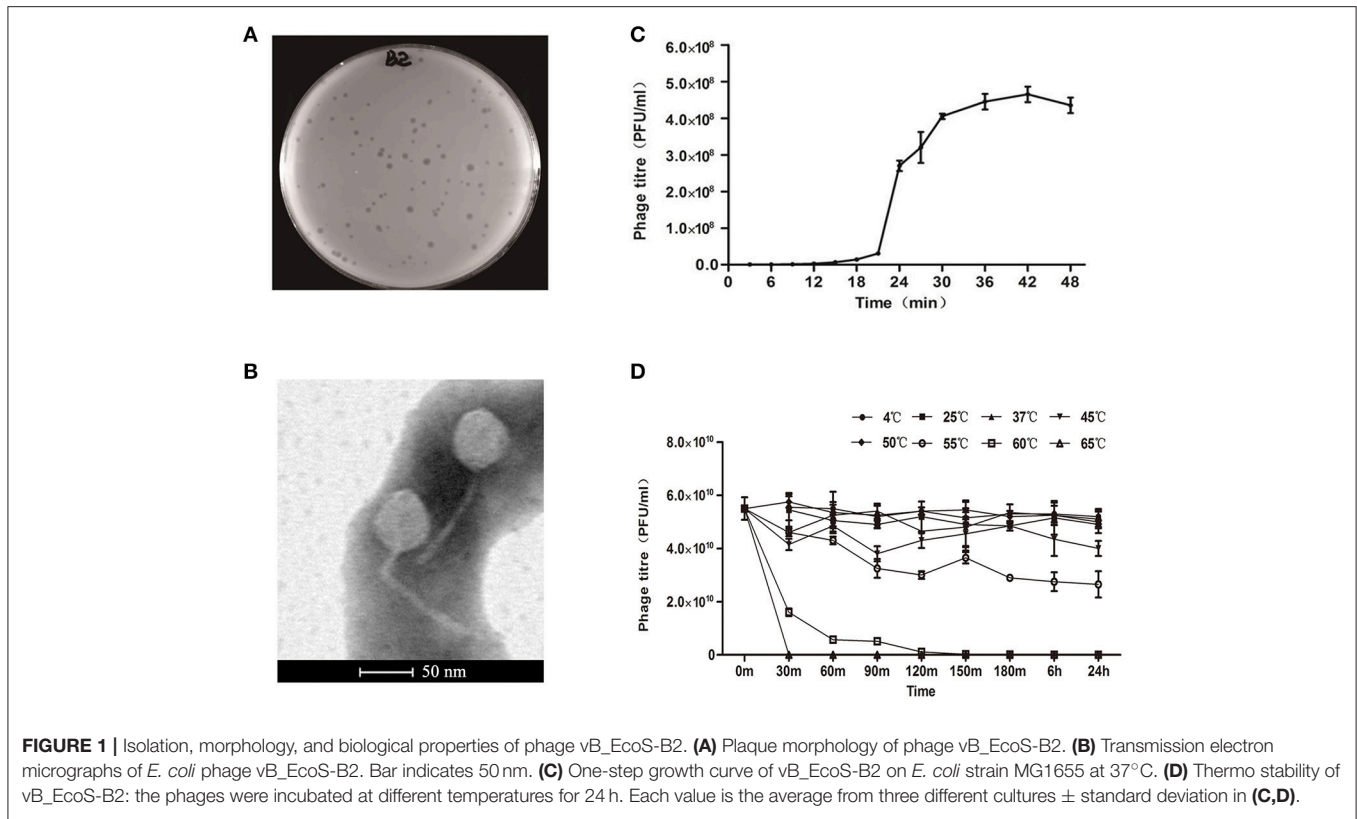 A
B2
B
50 nm
C
Phage titre (PFU/ml)
6.0×10⁸
5.0×10⁸
4.0×10⁸
3.0×10⁸
2.0×10⁸
1.0×10⁸
0.0
0 6 12 18 24 30 36 42 48
Time (min)
D
4℃ 25℃ 37℃ 45℃
50℃ 55℃ 60℃ 65℃
Phage titre (PFU/ml)
8.0×10¹⁰
6.0×10¹⁰
4.0×10¹⁰
2.0×10¹⁰
0
0m 30m 60m 90m 120m 150m 180m 6h 24h
Time
FIGURE 1 | Isolation, morphology, and biological properties of phage vB_EcoS-B2. (A) Plaque morphology of phage vB_EcoS-B2. (B) Transmission electron
micrographs of E. coli phage vB_EcoS-B2. Bar indicates 50 nm. (C) One-step growth curve of vB_EcoS-B2 on E. coli strain MG1655 at 37°C. (D) Thermo stability of
vB_EcoS-B2: the phages were incubated at different temperatures for 24 h. Each value is the average from three different cultures ± standard deviation in (C,D).